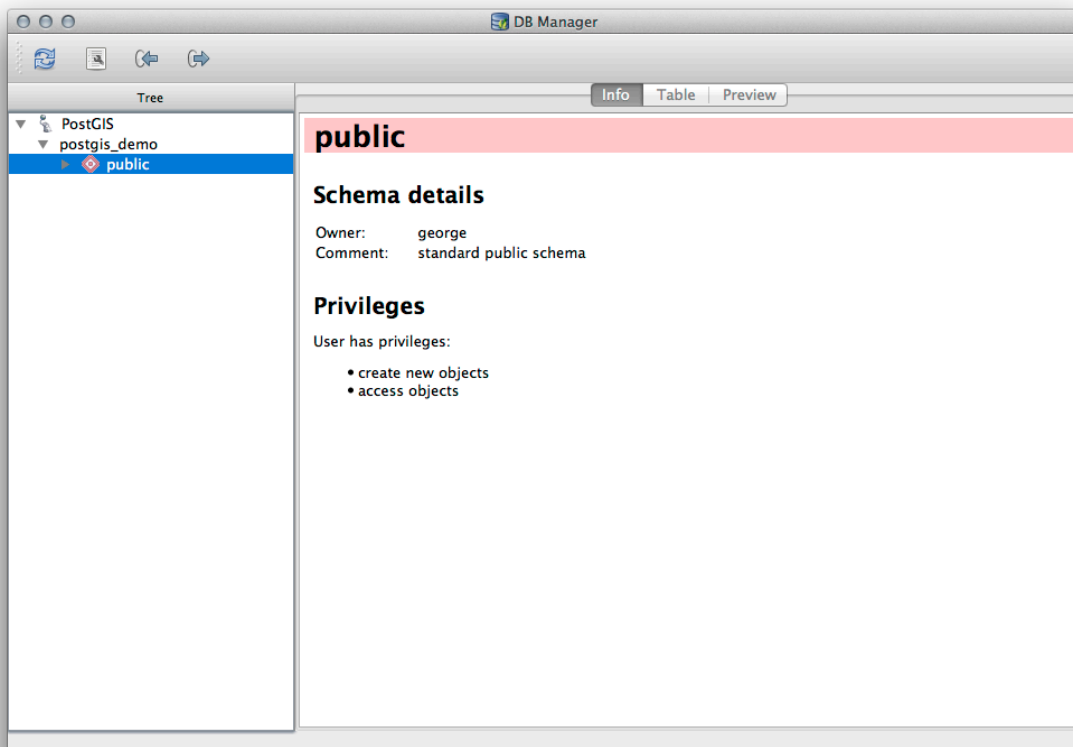 DB Manager
Tree
Info Table Preview
PostGIS
postgis_demo
public
public
Schema details
Owner: george
Comment: standard public schema
Privileges
User has privileges:
• create new objects
• access objects